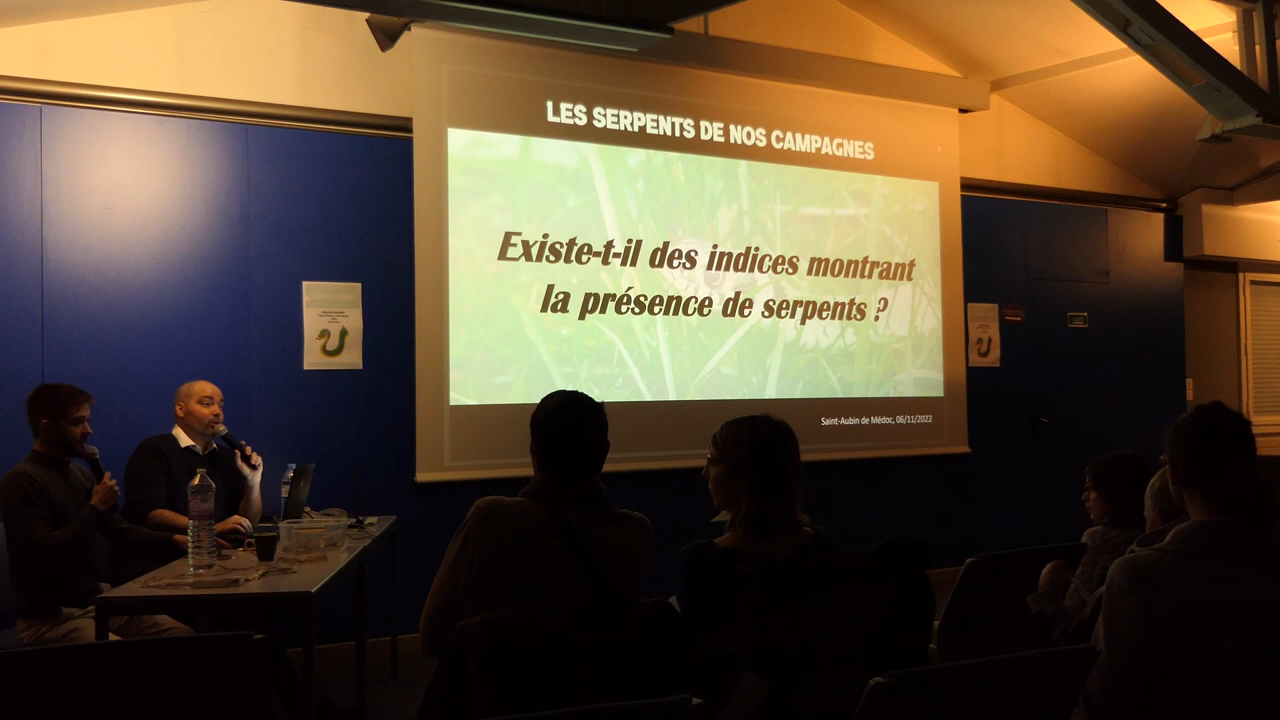 LES SERPENTS DE NOS CAMPAGNES
Existe-t-il des indices montrant
la présence de serpents ?
Saint-Aubin de Médoc, 06/11/2022